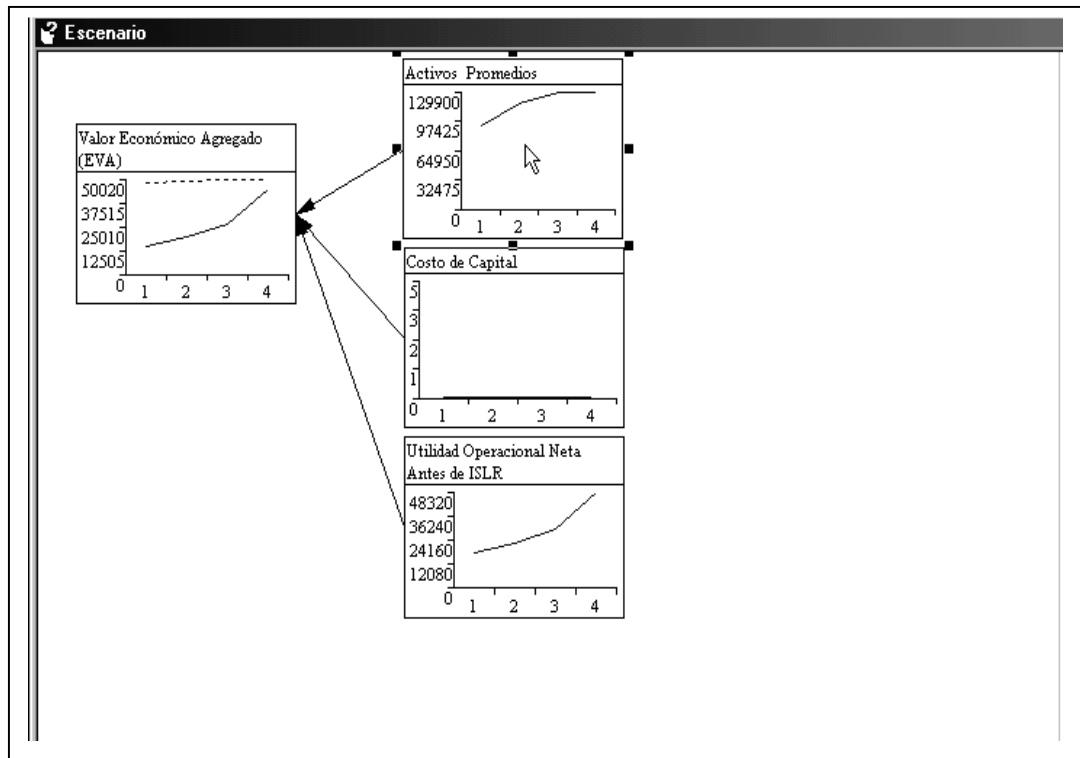 Escenario
Activos Promedios
129900
97425
64950
32475
0
1 2 3 4
Valor Económico Agregado
(EVA)
50020
37515
25010
12505
0
1 2 3 4
Costo de Capital
5
3
2
1
0
1 2 3 4
Utilidad Operacional Neta
Antes de ISLR
48320
36240
24160
12080
0
1 2 3 4